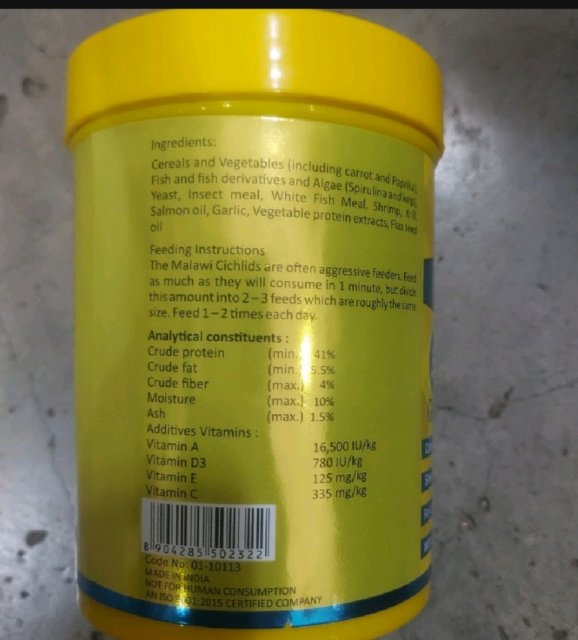 Ingredients:
Cereals and Vegetables (including carrot and Paprika),
Fish and fish derivatives and Algae (Spirulina and kelp),
Yeast, Insect meal, White Fish Meal, Shrimp, Krill,
Salmon oil, Garlic, Vegetable protein extracts, Flax seed
oil
Feeding Instructions
The Malawi Cichlids are often aggressive feeders. Feed
as much as they will consume in 1 minute, but divide
this amount into 2–3 feeds which are roughly the same
size. Feed 1–2 times each day.
Analytical constituents :
Crude protein (min.) 41%
Crude fat (min.) 5.5%
Crude fiber (max.) 4%
Moisture (max.) 10%
Ash (max.) 1.5%
Additives Vitamins :
Vitamin A 16,500 IU/kg
Vitamin D3 780 IU/kg
Vitamin E 125 mg/kg
Vitamin C 335 mg/kg
8 904285 502322
Code No: 01-10113
MADE IN INDIA
NOT FOR HUMAN CONSUMPTION
AN ISO 9001:2015 CERTIFIED COMPANY